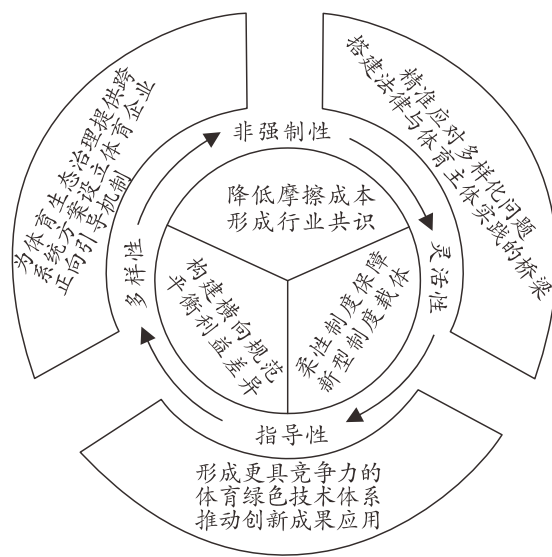 为体育生态治理提供跨
系统方案设立体育企业
正向引导机制
精准应对多样化问题
搭建法律与体育主体实践的桥梁
非强制性
灵活性
指导性
多样性
降低摩擦成本
形成行业共识
构建横向规范
平衡利益差异
柔性制度保障
新型制度载体
形成更具竞争力的
体育绿色技术体系
推动创新成果应用